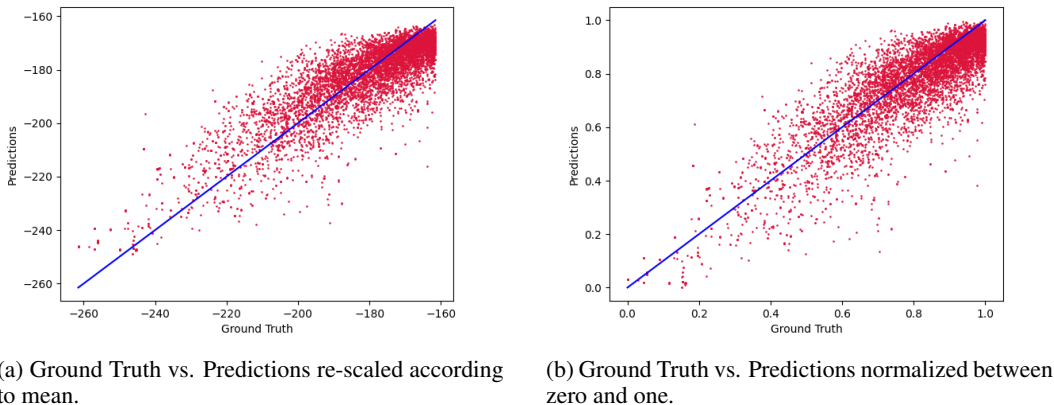 −160
−180
−200
−220
−240
−260
Predictions
−260 −240 −220 −200 −180 −160
Ground Truth
1.0
0.8
0.6
0.4
0.2
0.0
Predictions
0.0 0.2 0.4 0.6 0.8 1.0
Ground Truth
(a) Ground Truth vs. Predictions re-scaled according
to mean.
(b) Ground Truth vs. Predictions normalized between
zero and one.